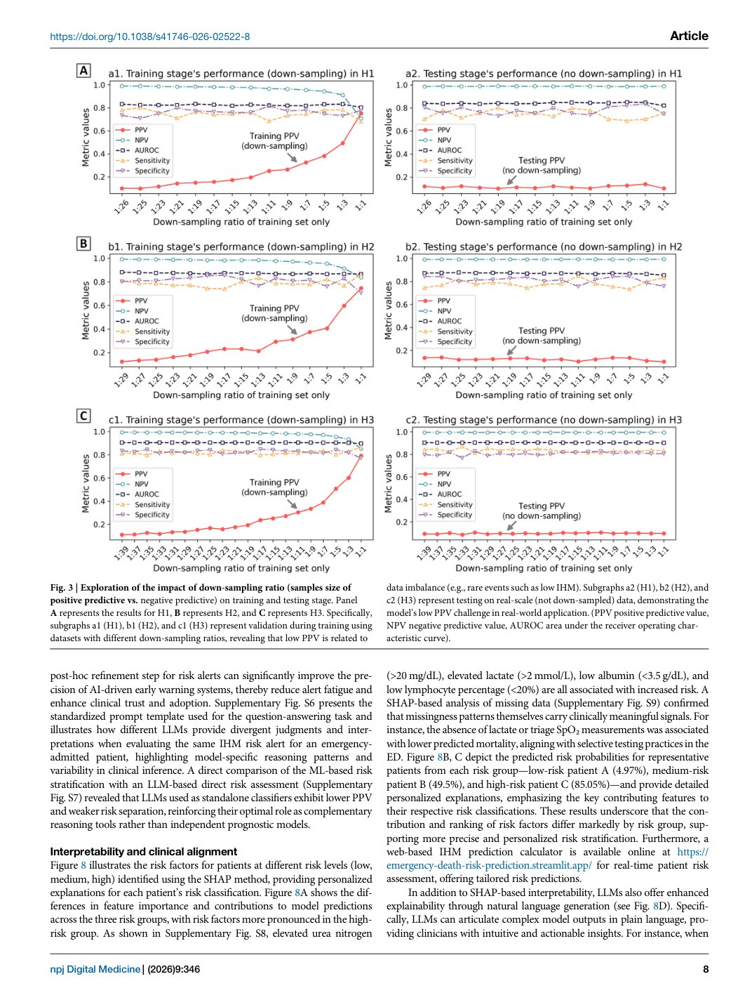 https://doi.org/10.1038/s41746-026-02522-8
Article
A
a1. Training stage's performance (down-sampling) in H1
Metric values
1.0
0.8
0.6
0.4
0.2
PPV
NPV
AUROC
Sensitivity
Specificity
Training PPV
(down-sampling)
1:26 1:25 1:23 1:21 1:19 1:17 1:15 1:13 1:11 1:9 1:7 1:5 1:3 1:1
Down-sampling ratio of training set only
a2. Testing stage's performance (no down-sampling) in H1
Metric values
1.0
0.8
0.6
0.4
0.2
PPV
NPV
AUROC
Sensitivity
Specificity
Testing PPV
(no down-sampling)
1:26 1:25 1:23 1:21 1:19 1:17 1:15 1:13 1:11 1:9 1:7 1:5 1:3 1:1
Down-sampling ratio of training set only
B
b1. Training stage's performance (down-sampling) in H2
Metric values
1.0
0.8
0.6
0.4
0.2
PPV
NPV
AUROC
Sensitivity
Specificity
Training PPV
(down-sampling)
1:29 1:27 1:25 1:23 1:21 1:19 1:17 1:15 1:13 1:11 1:9 1:7 1:5 1:3 1:1
Down-sampling ratio of training set only
b2. Testing stage's performance (no down-sampling) in H2
Metric values
1.0
0.8
0.6
0.4
0.2
PPV
NPV
AUROC
Sensitivity
Specificity
Testing PPV
(no down-sampling)
1:29 1:27 1:25 1:23 1:21 1:19 1:17 1:15 1:13 1:11 1:9 1:7 1:5 1:3 1:1
Down-sampling ratio of training set only
C
c1. Training stage's performance (down-sampling) in H3
Metric values
1.0
0.8
0.6
0.4
0.2
PPV
NPV
AUROC
Sensitivity
Specificity
Training PPV
(down-sampling)
1:39 1:37 1:35 1:33 1:31 1:29 1:27 1:25 1:23 1:21 1:19 1:17 1:15 1:13 1:11 1:9 1:7 1:5 1:3 1:1
Down-sampling ratio of training set only
c2. Testing stage's performance (no down-sampling) in H3
Metric values
1.0
0.8
0.6
0.4
0.2
PPV
NPV
AUROC
Sensitivity
Specificity
Testing PPV
(no down-sampling)
1:39 1:37 1:35 1:33 1:31 1:29 1:27 1:25 1:23 1:21 1:19 1:17 1:15 1:13 1:11 1:9 1:7 1:5 1:3 1:1
Down-sampling ratio of training set only
Fig. 3 | Exploration of the impact of down-sampling ratio (samples size of
positive predictive vs. negative predictive) on training and testing stage. Panel
A represents the results for H1, B represents H2, and C represents H3. Specifically,
subgraphs a1 (H1), b1 (H2), and c1 (H3) represent validation during training using
datasets with different down-sampling ratios, revealing that low PPV is related to
data imbalance (e.g., rare events such as low IHM). Subgraphs a2 (H1), b2 (H2), and
c2 (H3) represent testing on real-scale (not down-sampled) data, demonstrating the
model's low PPV challenge in real-world application. (PPV positive predictive value,
NPV negative predictive value, AUROC area under the receiver operating char-
acteristic curve).
post-hoc refinement step for risk alerts can significantly improve the pre-
cision of AI-driven early warning systems, thereby reduce alert fatigue and
enhance clinical trust and adoption. Supplementary Fig. S6 presents the
standardized prompt template used for the question-answering task and
illustrates how different LLMs provide divergent judgments and inter-
pretations when evaluating the same IHM risk alert for an emergency-
admitted patient, highlighting model-specific reasoning patterns and
variability in clinical inference. A direct comparison of the ML-based risk
stratification with an LLM-based direct risk assessment (Supplementary
Fig. S7) revealed that LLMs used as standalone classifiers exhibit lower PPV
and weaker risk separation, reinforcing their optimal role as complementary
reasoning tools rather than independent prognostic models.
Interpretability and clinical alignment
Figure 8 illustrates the risk factors for patients at different risk levels (low,
medium, high) identified using the SHAP method, providing personalized
explanations for each patient's risk classification. Figure 8A shows the dif-
ferences in feature importance and contributions to model predictions
across the three risk groups, with risk factors more pronounced in the high-
risk group. As shown in Supplementary Fig. S8, elevated urea nitrogen
(>20 mg/dL), elevated lactate (>2 mmol/L), low albumin (<3.5 g/dL), and
low lymphocyte percentage (<20%) are all associated with increased risk. A
SHAP-based analysis of missing data (Supplementary Fig. S9) confirmed
that missingness patterns themselves carry clinically meaningful signals. For
instance, the absence of lactate or triage SpO₂ measurements was associated
with lower predicted mortality, aligning with selective testing practices in the
ED. Figure 8B, C depict the predicted risk probabilities for representative
patients from each risk group—low-risk patient A (4.97%), medium-risk
patient B (49.5%), and high-risk patient C (85.05%)—and provide detailed
personalized explanations, emphasizing the key contributing features to
their respective risk classifications. These results underscore that the con-
tribution and ranking of risk factors differ markedly by risk group, sup-
porting more precise and personalized risk stratification. Furthermore, a
web-based IHM prediction calculator is available online at https://
emergency-death-risk-prediction.streamlit.app/ for real-time patient risk
assessment, offering tailored risk predictions.
In addition to SHAP-based interpretability, LLMs also offer enhanced
explainability through natural language generation (see Fig. 8D). Specifi-
cally, LLMs can articulate complex model outputs in plain language, pro-
viding clinicians with intuitive and actionable insights. For instance, when
npj Digital Medicine | (2026)9:346
8